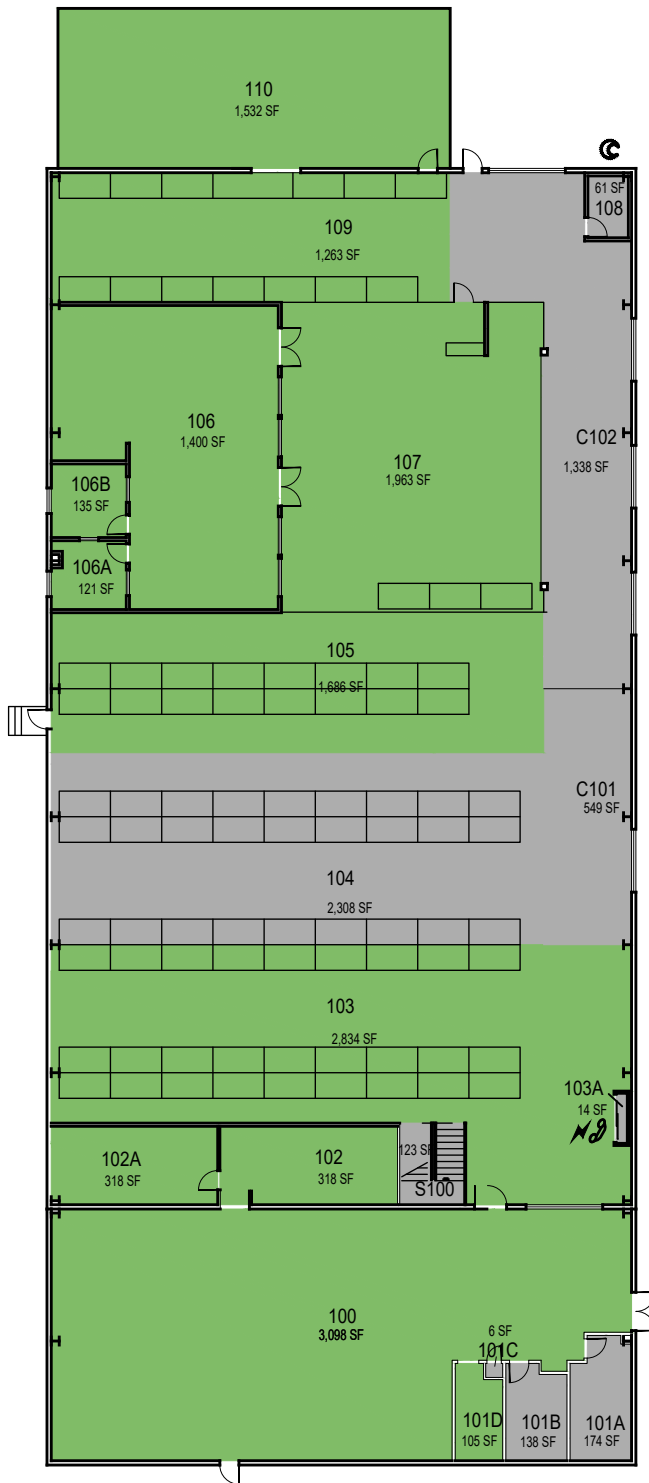 110
1,532 SF
61 SF
108
109
1,263 SF
106
1,400 SF
C102
1,338 SF
107
1,963 SF
106B
135 SF
106A
121 SF
105
1,686 SF
C101
549 SF
104
2,308 SF
103
2,834 SF
103A
14 SF
102A
318 SF
102
318 SF
123 SF
S100
100
3,098 SF
6 SF
101C
101D
105 SF
101B
138 SF
101A
174 SF